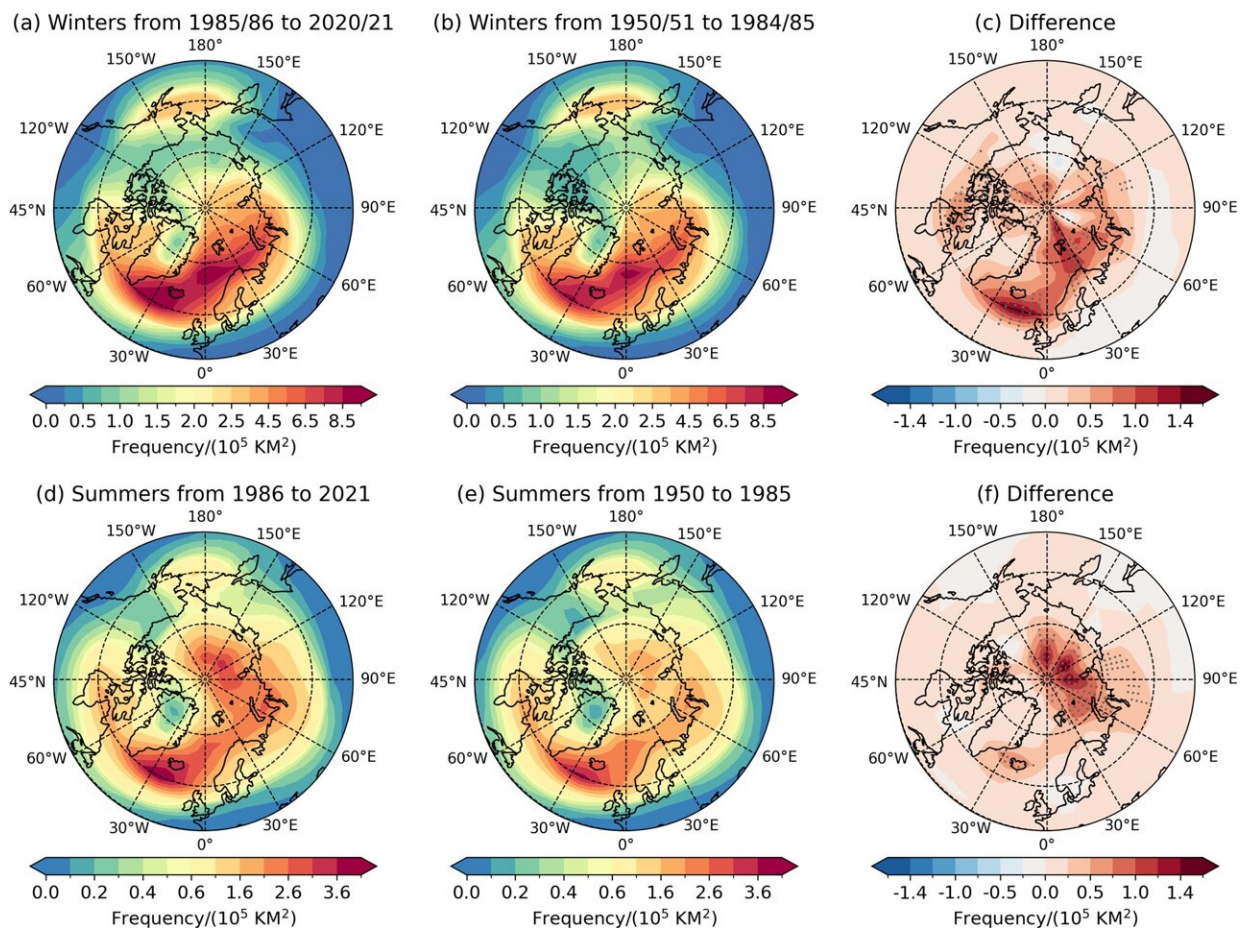 (a) Winters from 1985/86 to 2020/21
(b) Winters from 1950/51 to 1984/85
(c) Difference
180°
180°
180°
150°W
150°E
150°W
150°E
150°W
150°E
120°W
120°E
120°W
120°E
120°W
120°E
45°N
90°E
45°N
90°E
45°N
90°E
60°W
60°E
60°W
60°E
60°W
60°E
30°W
30°E
30°W
30°E
30°W
30°E
0°
0°
0°
0.0 0.5 1.0 1.5 2.0 2.5 4.5 6.5 8.5
0.0 0.5 1.0 1.5 2.0 2.5 4.5 6.5 8.5
-1.4 -1.0 -0.5 0.0 0.5 1.0 1.4
Frequency/(10⁵ KM²)
Frequency/(10⁵ KM²)
Frequency/(10⁵ KM²)
(d) Summers from 1986 to 2021
(e) Summers from 1950 to 1985
(f) Difference
180°
180°
180°
150°W
150°E
150°W
150°E
150°W
150°E
120°W
120°E
120°W
120°E
120°W
120°E
45°N
90°E
45°N
90°E
45°N
90°E
60°W
60°E
60°W
60°E
60°W
60°E
30°W
30°E
30°W
30°E
30°W
30°E
0°
0°
0°
0.0 0.2 0.4 0.6 1.6 2.6 3.6
0.0 0.2 0.4 0.6 1.6 2.6 3.6
-1.4 -1.0 -0.5 0.0 0.5 1.0 1.4
Frequency/(10⁵ KM²)
Frequency/(10⁵ KM²)
Frequency/(10⁵ KM²)